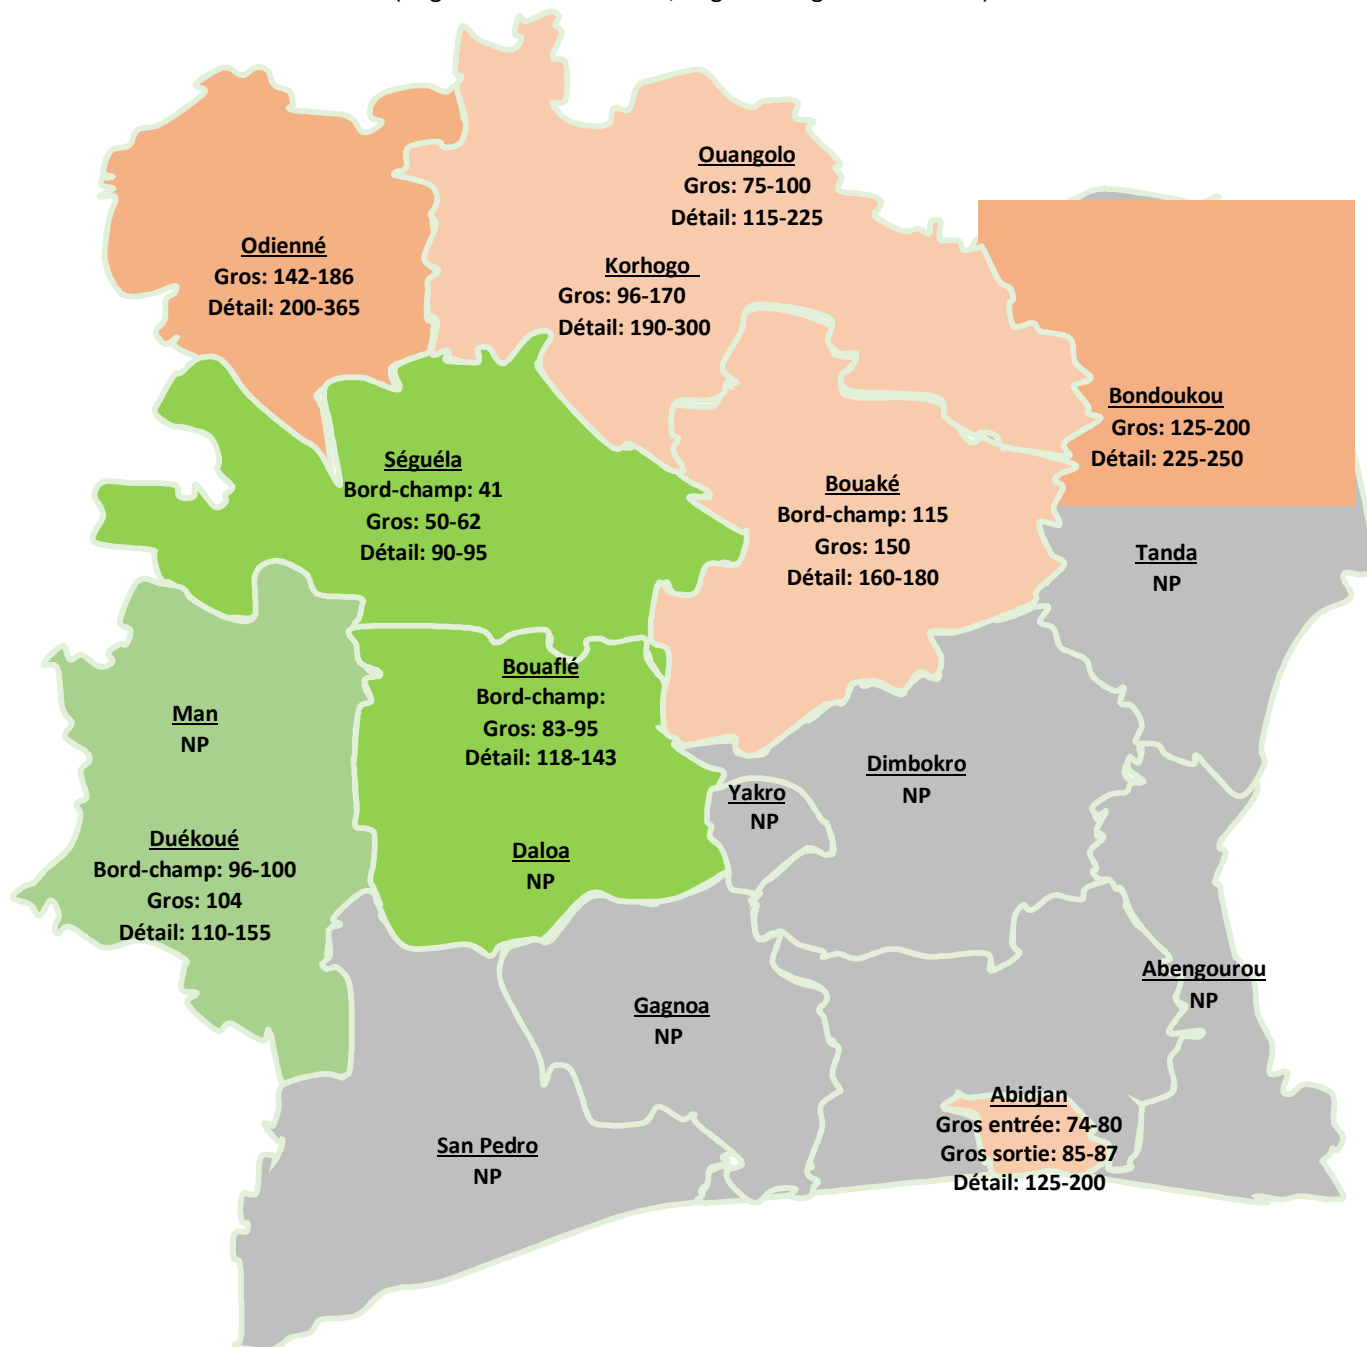 Ouangolo
Gros: 75-100
Détail: 115-225
Odienné
Gros: 142-186
Détail: 200-365
Korhogo
Gros: 96-170
Détail: 190-300
Bondoukou
Gros: 125-200
Détail: 225-250
Séguéla
Bord-champ: 41
Gros: 50-62
Détail: 90-95
Bouaké
Bord-champ: 115
Gros: 150
Détail: 160-180
Tanda
NP
Bouaflé
Bord-champ:
Gros: 83-95
Détail: 118-143
Man
NP
Dimbokro
NP
Yakro
NP
Duékoué
Bord-champ: 96-100
Gros: 104
Détail: 110-155
Daloa
NP
Abengourou
NP
Gagnoa
NP
Abidjan
Gros entrée: 74-80
Gros sortie: 85-87
Détail: 125-200
San Pedro
NP